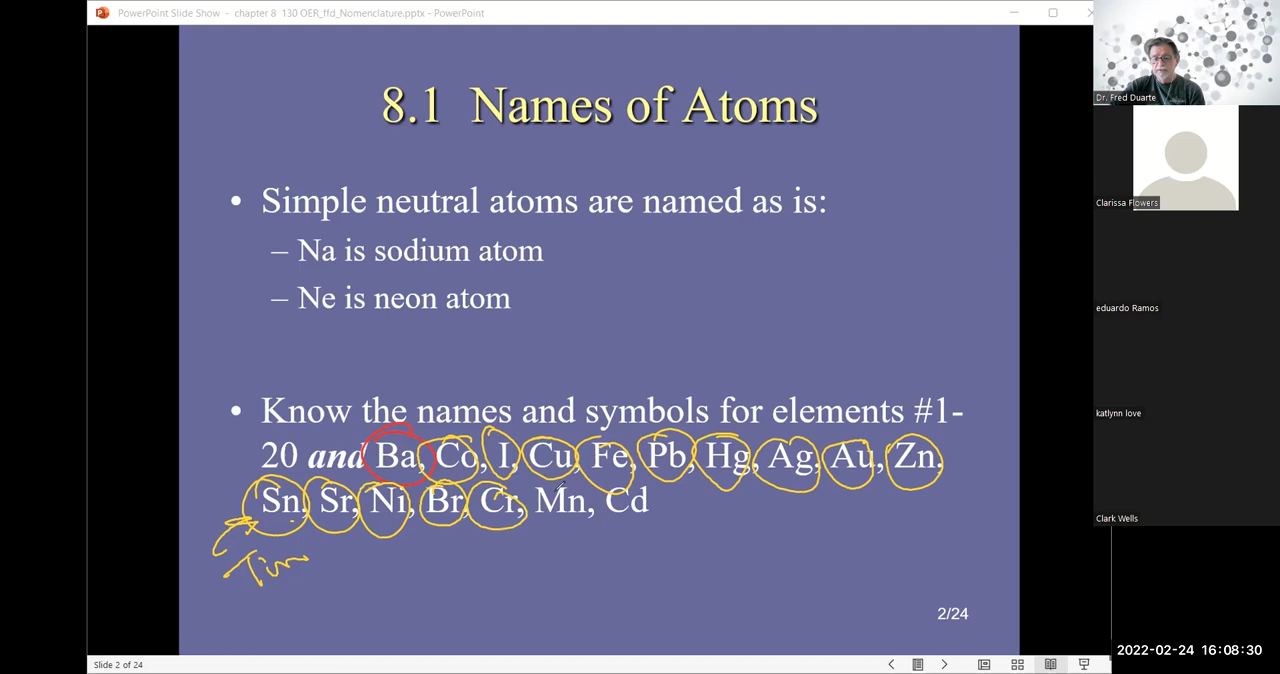 PowerPoint Slide Show - chapter 8 130 OER_ffd_Nomenclature.pptx - PowerPoint
8.1 Names of Atoms
• Simple neutral atoms are named as is:
– Na is sodium atom
– Ne is neon atom
• Know the names and symbols for elements #1-
20 and Ba, Co, I, Cu, Fe, Pb, Hg, Ag, Au, Zn,
Sn, Sr, Ni, Br, Cr, Mn, Cd
Tin
2/24
Slide 2 of 24
Dr. Fred Duarte
Clarissa Flowers
eduardo Ramos
katlynn love
Clark Wells
2022-02-24 16:08:30